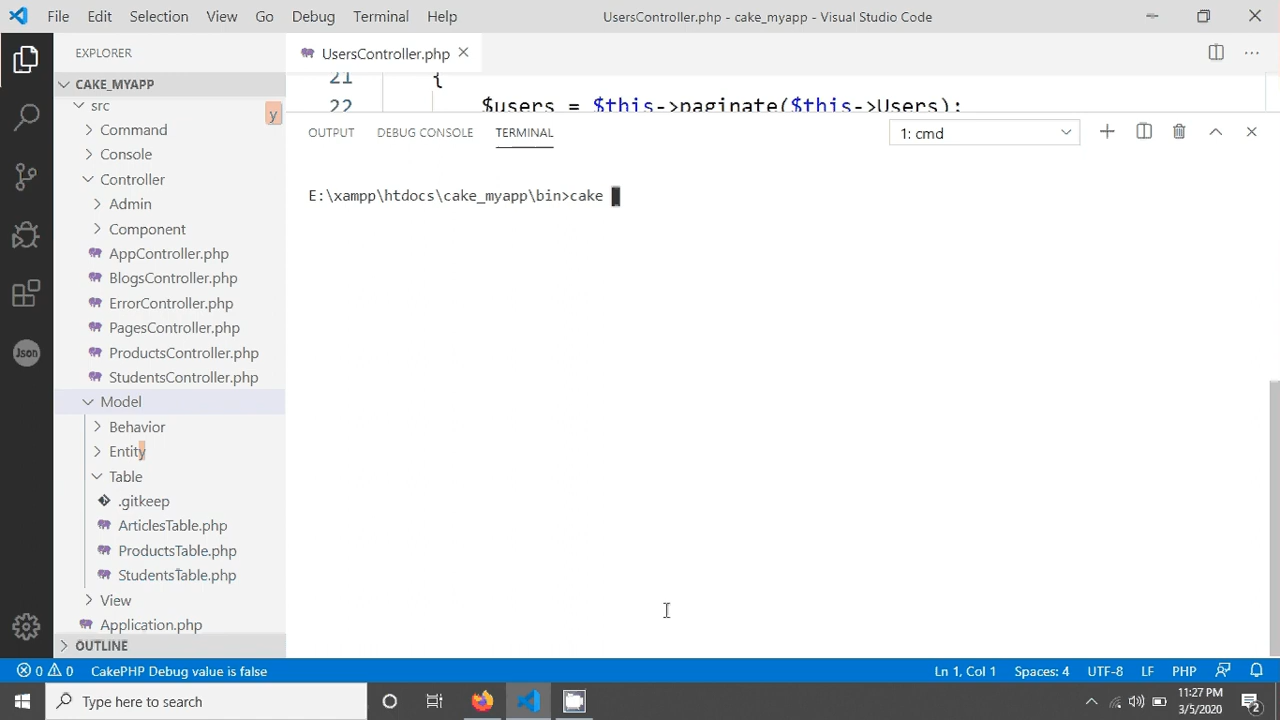 File Edit Selection View Go Debug Terminal Help
UsersController.php - cake_myapp - Visual Studio Code
EXPLORER
CAKE_MYAPP
src
y
Command
Console
Controller
Admin
Component
AppController.php
BlogsController.php
ErrorController.php
PagesController.php
ProductsController.php
StudentsController.php
Model
Behavior
Entity
Table
.gitkeep
ArticlesTable.php
ProductsTable.php
StudentsTable.php
View
Application.php
OUTLINE
Json
UsersController.php
21 {
22 $users = $this->paginate($this->Users);
OUTPUT DEBUG CONSOLE TERMINAL
1: cmd
E:\xampp\htdocs\cake_myapp\bin>cake
0 0 CakePHP Debug value is false
Ln 1, Col 1 Spaces: 4 UTF-8 LF PHP
Type here to search
11:27 PM
3/5/2020
2